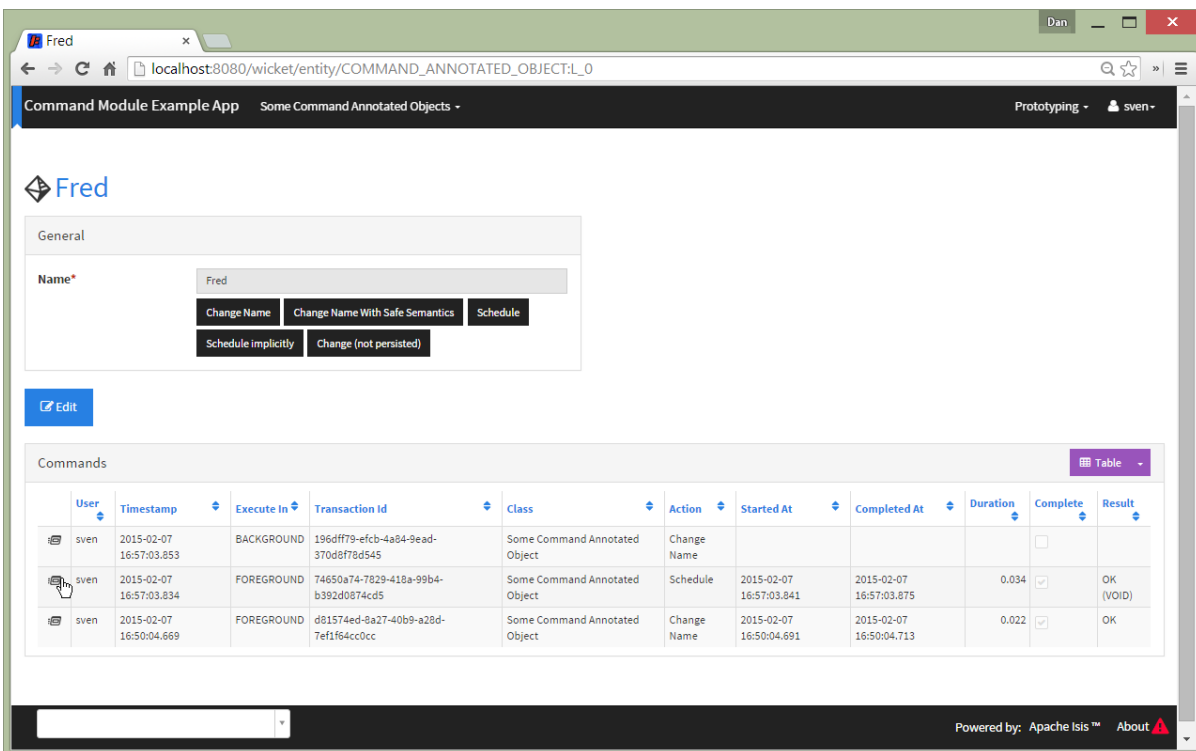 Dan
Fred
localhost:8080/wicket/entity/COMMAND_ANNOTATED_OBJECT:L_0
Command Module Example App Some Command Annotated Objects Prototyping sven
Fred
General
Name* Fred
Change Name Change Name With Safe Semantics Schedule
Schedule implicitly Change (not persisted)
Edit
Commands Table
User Timestamp Execute In Transaction Id Class Action Started At Completed At Duration Complete Result
sven 2015-02-07 BACKGROUND 196dff79-efcb-4a84-9ead- Some Command Annotated Change
16:57:03.853 370d8f78d545 Object Name
sven 2015-02-07 FOREGROUND 74650a74-7829-418a-99b4- Some Command Annotated Schedule 2015-02-07 2015-02-07 0.034 OK
16:57:03.834 b392d0874cd5 Object 16:57:03.841 16:57:03.875 (VOID)
sven 2015-02-07 FOREGROUND d81574ed-8a27-40b9-a28d- Some Command Annotated Change 2015-02-07 2015-02-07 0.022 OK
16:50:04.669 7ef1f64cc0cc Object Name 16:50:04.691 16:50:04.713
Powered by: Apache Isis™ About